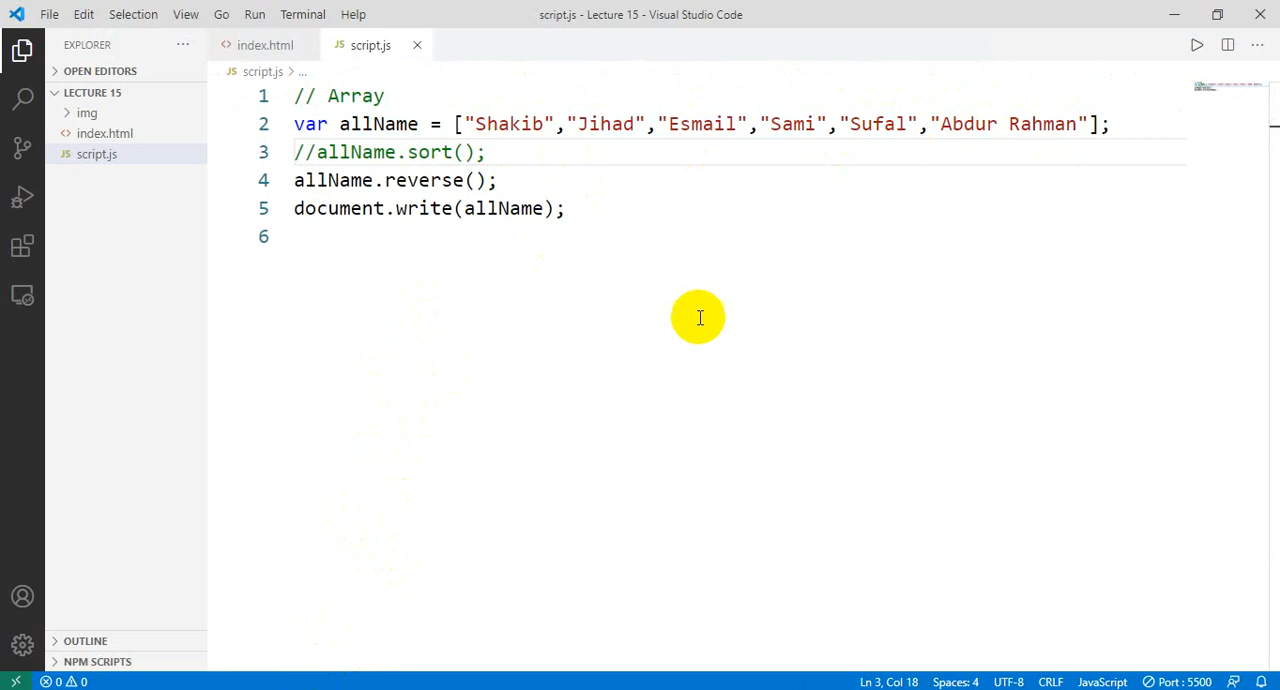 File Edit Selection View Go Run Terminal Help script.js - Lecture 15 - Visual Studio Code
EXPLORER ··· <> index.html JS script.js ×
OPEN EDITORS JS script.js > ...
LECTURE 15
img
<> index.html
JS script.js
1 // Array
2 var allName = ["Shakib","Jihad","Esmail","Sami","Sufal","Abdur Rahman"];
3 //allName.sort();
4 allName.reverse();
5 document.write(allName);
6
OUTLINE
NPM SCRIPTS
0 0 Ln 3, Col 18 Spaces: 4 UTF-8 CRLF JavaScript Port : 5500